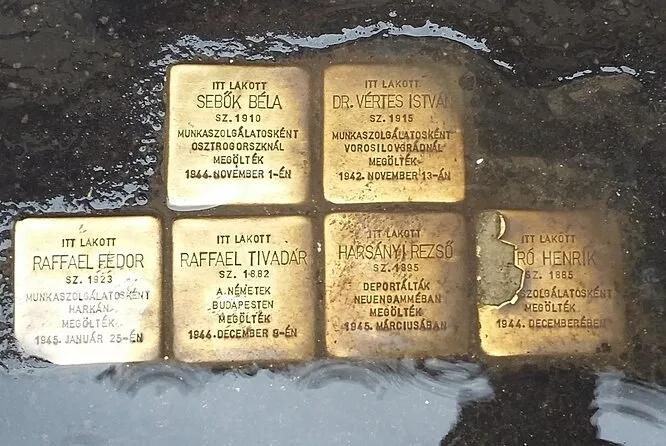 ITT LAKOTT
SEBŐK BÉLA
SZ. 1910
MUNKASZOLGÁLATOSKÉNT
OSZTROGORSZKNÁL
MEGÖLTÉK
1944. NOVEMBER 1-ÉN
ITT LAKOTT
DR. VÉRTES ISTVÁN
SZ. 1915
MUNKASZOLGÁLATOSKÉNT
VOROSILOVGRÁDNÁL
MEGÖLTÉK
1942. NOVEMBER 13-ÁN
ITT LAKOTT
RAFFAEL FEDOR
SZ. 1923
MUNKASZOLGÁLATOSKÉNT
HARKÁN
MEGÖLTÉK
1945. JANUÁR 25-ÉN
ITT LAKOTT
RAFFAEL TIVADAR
SZ. 1882
A NÉMETEK
BUDAPESTEN
MEGÖLTÉK
1944. DECEMBER 9-ÉN
ITT LAKOTT
HARSÁNYI REZSŐ
SZ. 1895
DEPORTÁLTÁK
NEUENGAMMÉBAN
MEGÖLTÉK
1945. MÁRCIUSÁBAN
ITT LAKOTT
HENRIK
SZ. 1885
MEGÖLTÉK
1944. DECEMBERÉBEN